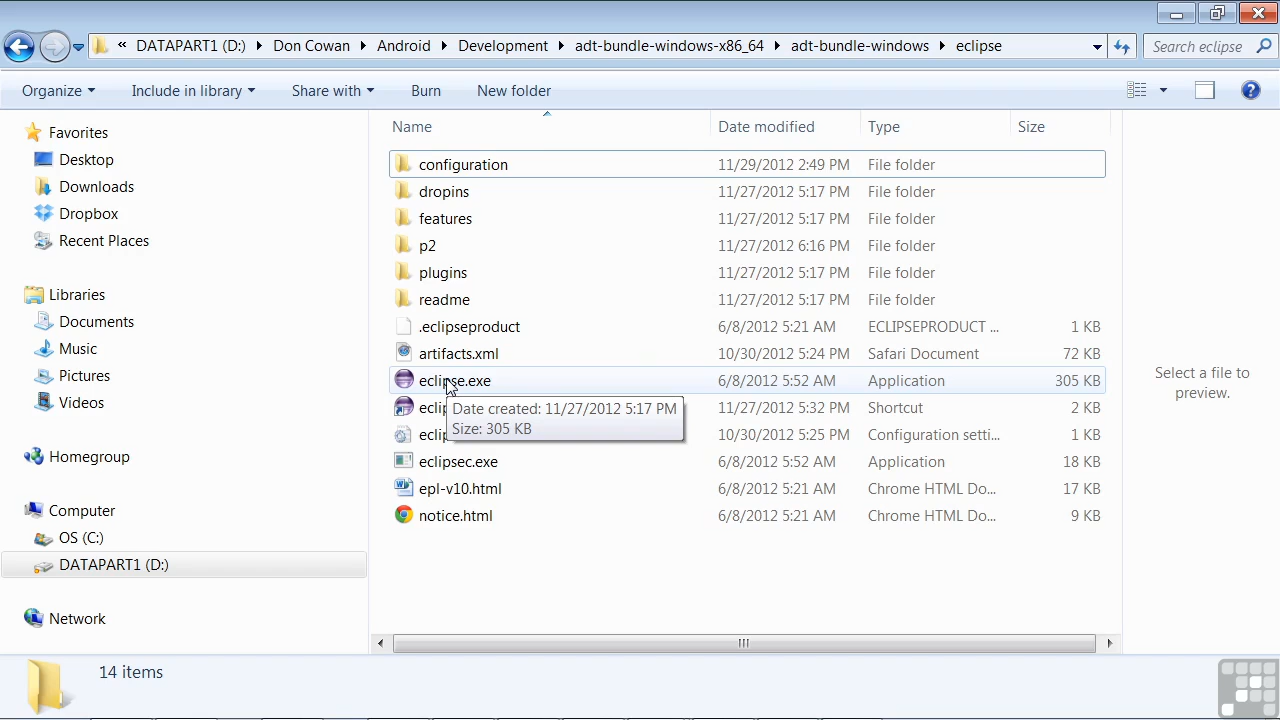 « DATAPART1 (D:) ▸ Don Cowan ▸ Android ▸ Development ▸ adt-bundle-windows-x86_64 ▸ adt-bundle-windows ▸ eclipse
Search eclipse
Organize Include in library Share with Burn New folder
Favorites
Desktop
Downloads
Dropbox
Recent Places
Libraries
Documents
Music
Pictures
Videos
Homegroup
Computer
OS (C:)
DATAPART1 (D:)
Network
Name Date modified Type Size
configuration 11/29/2012 2:49 PM File folder
dropins 11/27/2012 5:17 PM File folder
features 11/27/2012 5:17 PM File folder
p2 11/27/2012 6:16 PM File folder
plugins 11/27/2012 5:17 PM File folder
readme 11/27/2012 5:17 PM File folder
.eclipseproduct 6/8/2012 5:21 AM ECLIPSEPRODUCT ... 1 KB
artifacts.xml 10/30/2012 5:24 PM Safari Document 72 KB
eclipse.exe 6/8/2012 5:52 AM Application 305 KB
11/27/2012 5:32 PM Shortcut 2 KB
10/30/2012 5:25 PM Configuration setti... 1 KB
Date created: 11/27/2012 5:17 PM
Size: 305 KB
eclipsec.exe 6/8/2012 5:52 AM Application 18 KB
epl-v10.html 6/8/2012 5:21 AM Chrome HTML Do... 17 KB
notice.html 6/8/2012 5:21 AM Chrome HTML Do... 9 KB
Select a file to
preview.
14 items